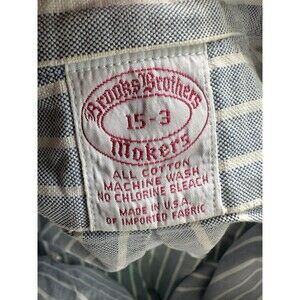 Brooks Brothers
15-3
Makers
ALL COTTON
MACHINE WASH
NO CHLORINE BLEACH
MADE IN U.S.A.
OF IMPORTED FABRIC